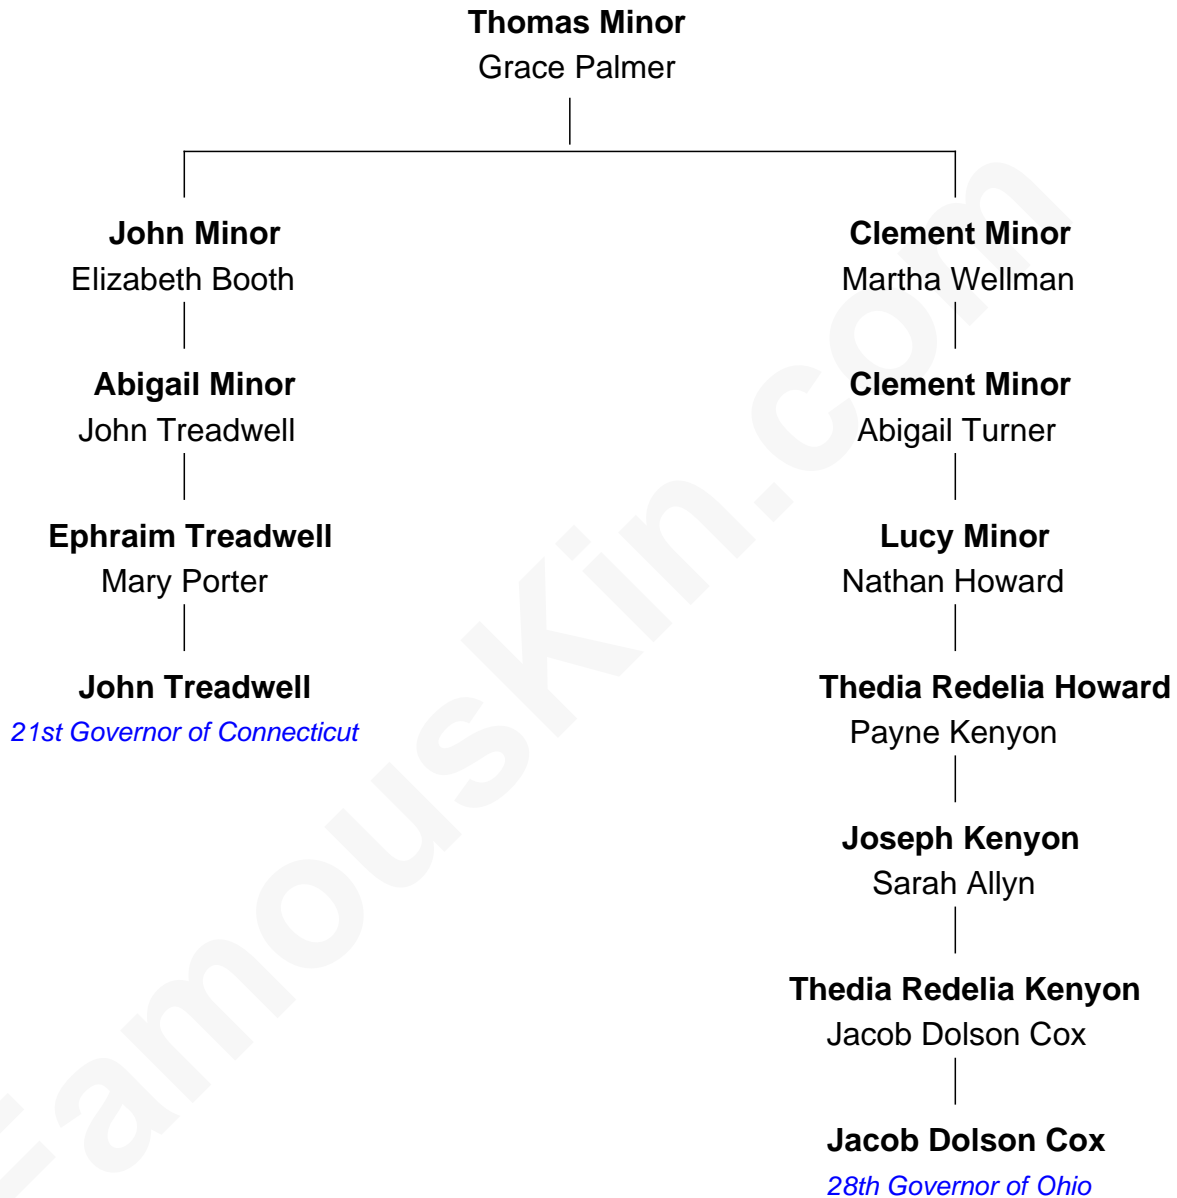 Thomas Minor
Grace Palmer
John Minor
Elizabeth Booth
Clement Minor
Martha Wellman
Abigail Minor
John Treadwell
Clement Minor
Abigail Turner
Ephraim Treadwell
Mary Porter
Lucy Minor
Nathan Howard
John Treadwell
21st Governor of Connecticut
Thedia Redelia Howard
Payne Kenyon
Joseph Kenyon
Sarah Allyn
Thedia Redelia Kenyon
Jacob Dolson Cox
Jacob Dolson Cox
28th Governor of Ohio
FamousKin.com